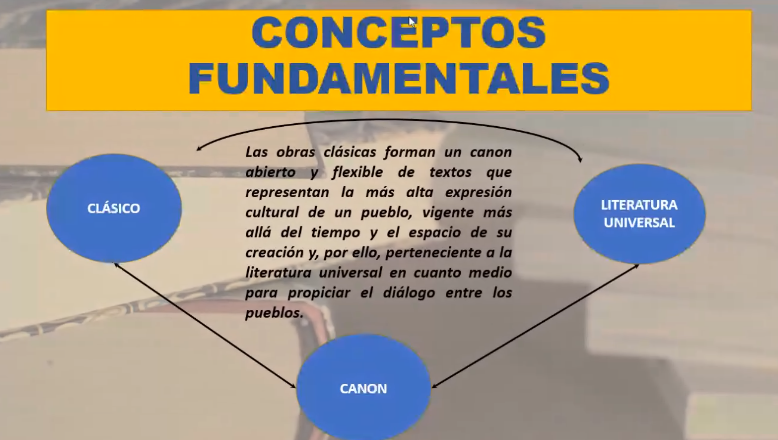 CONCEPTOS
FUNDAMENTALES
Las obras clásicas forman un canon
abierto y flexible de textos que
representan la más alta expresión
cultural de un pueblo, vigente más
allá del tiempo y el espacio de su
creación y, por ello, perteneciente a la
literatura universal en cuanto medio
para propiciar el diálogo entre los
pueblos.
CLÁSICO
LITERATURA
UNIVERSAL
CANON